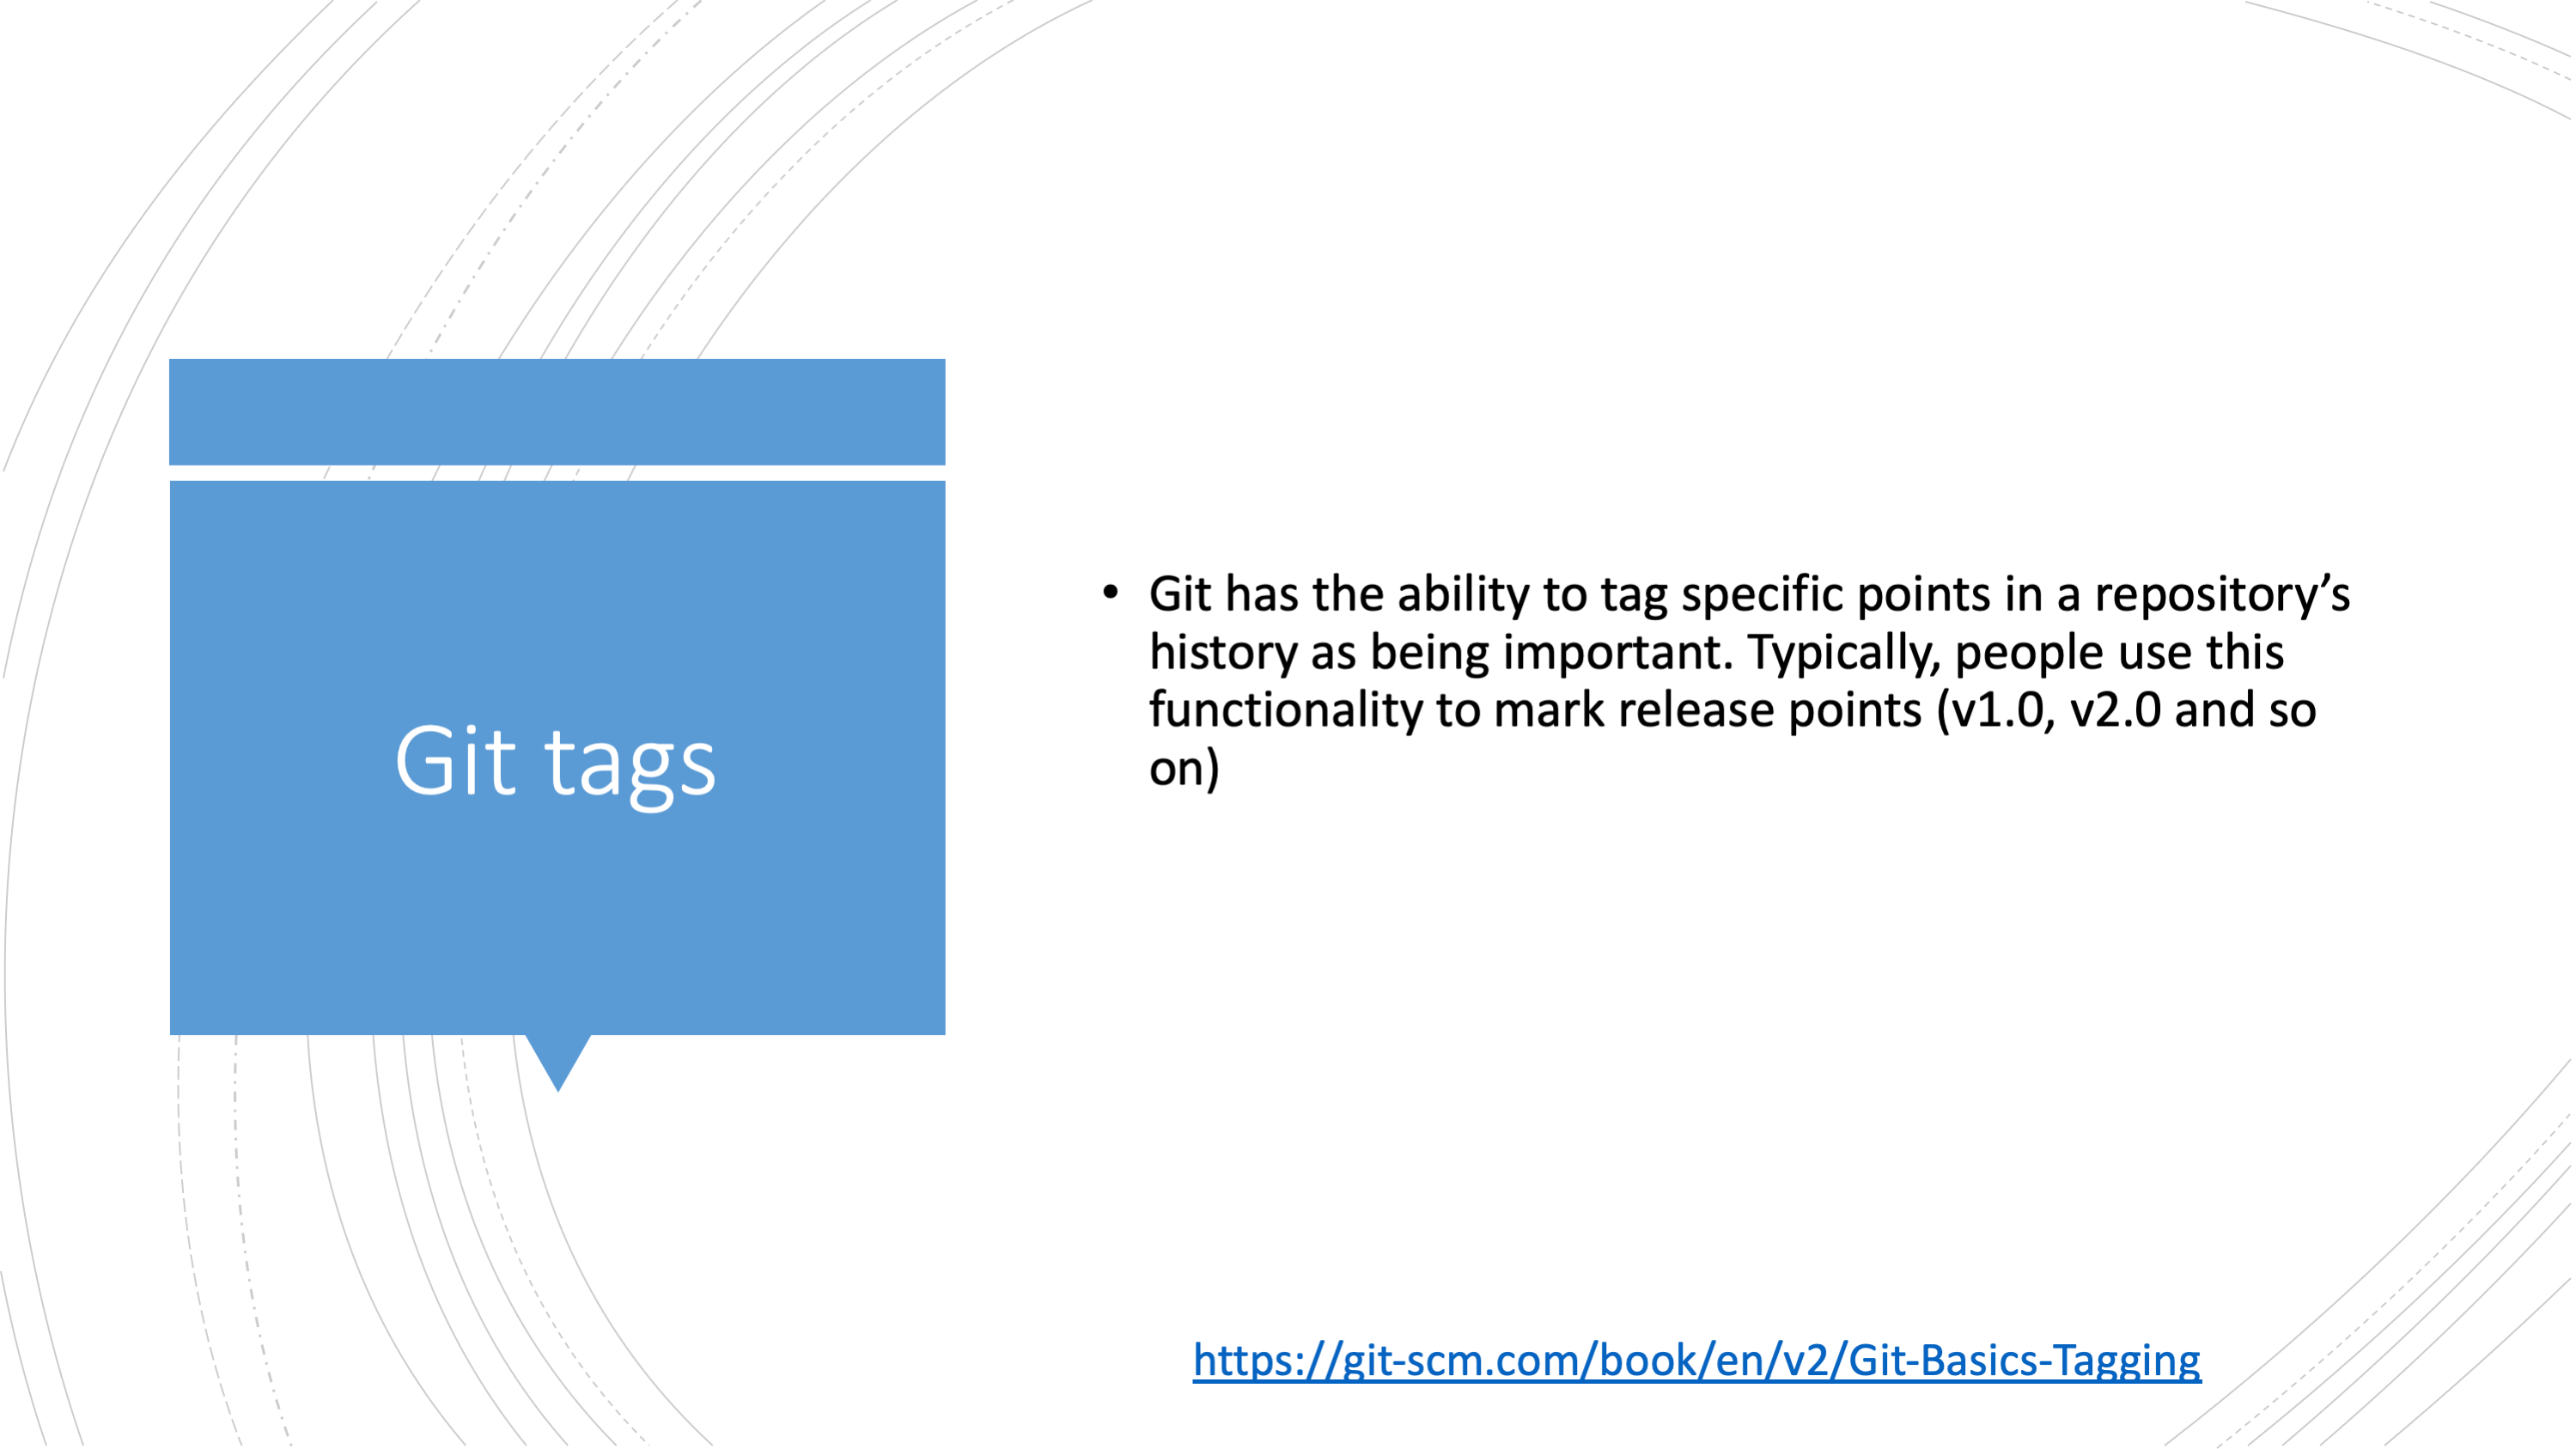 Git tags
• Git has the ability to tag specific points in a repository’s
history as being important. Typically, people use this
functionality to mark release points (v1.0, v2.0 and so
on)
https://git-scm.com/book/en/v2/Git-Basics-Tagging